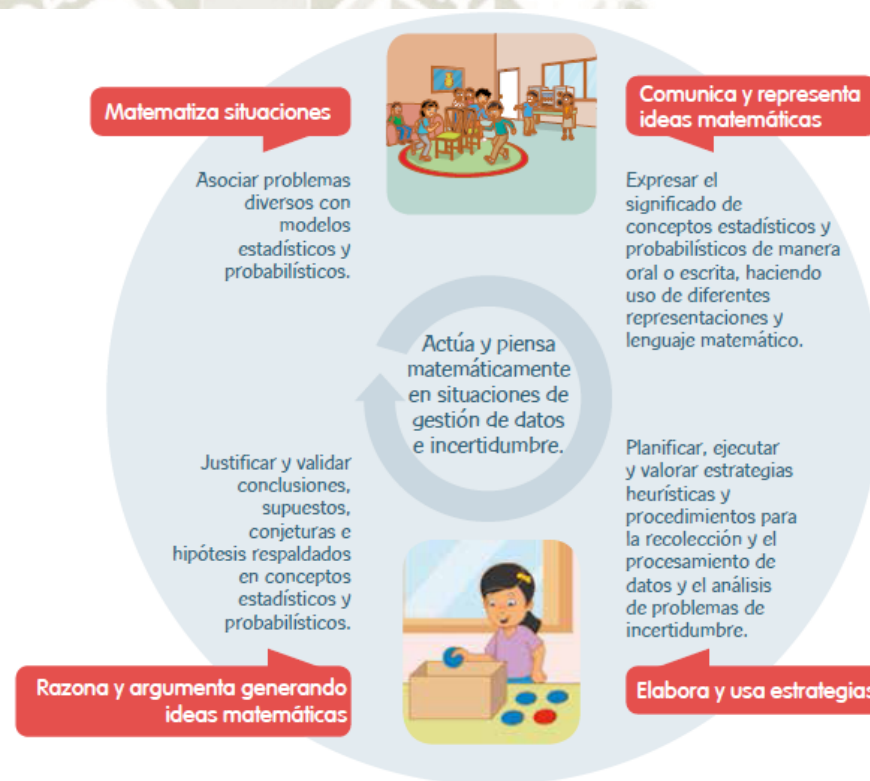 Matematiza situaciones
Asociar problemas
diversos con
modelos
estadísticos y
probabilísticos.
Comunica y representa
ideas matemáticas
Expresar el
significado de
conceptos estadísticos y
probabilísticos de manera
oral o escrita, haciendo
uso de diferentes
representaciones y
lenguaje matemático.
Actúa y piensa
matemáticamente
en situaciones de
gestión de datos
e incertidumbre.
Justificar y validar
conclusiones,
supuestos,
conjeturas e
hipótesis respaldados
en conceptos
estadísticos y
probabilísticos.
Razona y argumenta generando
ideas matemáticas
Planificar, ejecutar
y valorar estrategias
heurísticas y
procedimientos para
la recolección y el
procesamiento de
datos y el análisis
de problemas de
incertidumbre.
Elabora y usa estrategias